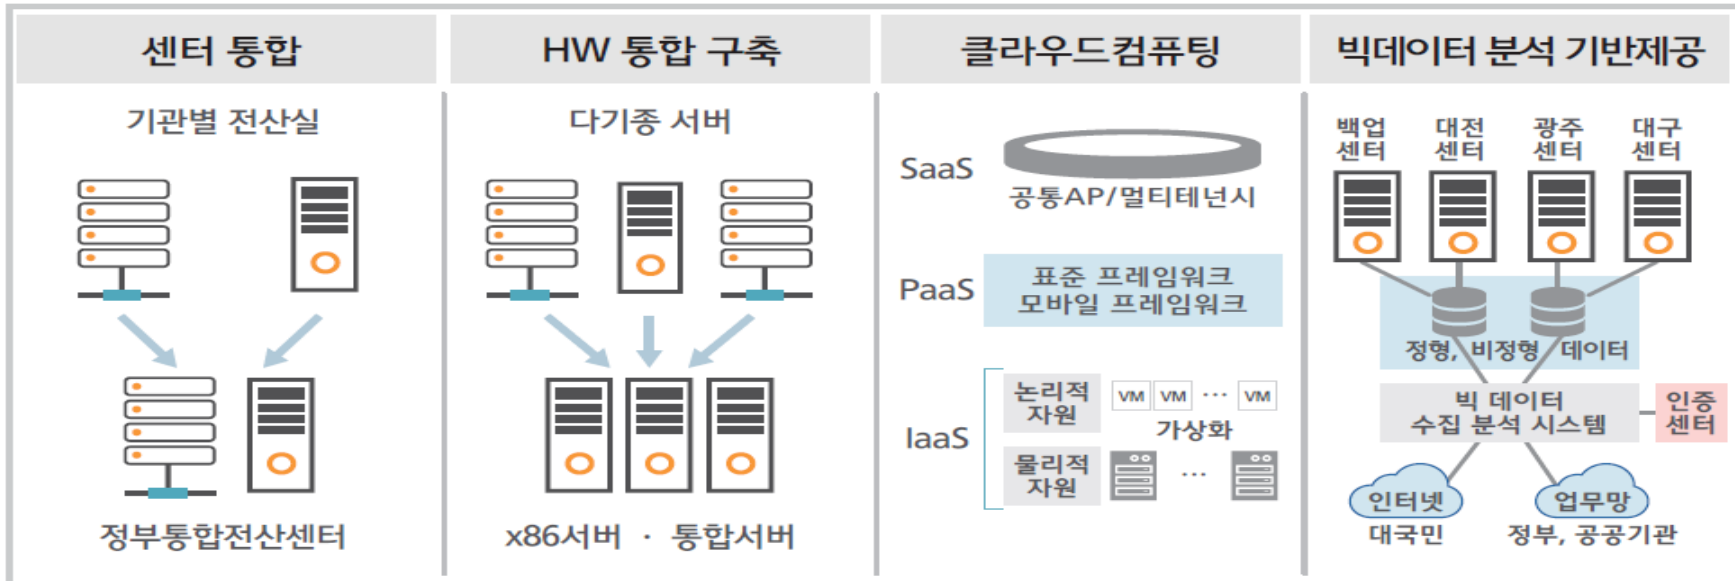 센터 통합
기관별 전산실
정부통합전산센터
HW 통합 구축
다기종 서버
x86서버 · 통합서버
클라우드컴퓨팅
SaaS
공통AP/멀티테넌시
PaaS
표준 프레임워크
모바일 프레임워크
IaaS
논리적
자원
VM VM ··· VM
가상화
물리적
자원
···
빅데이터 분석 기반제공
백업
센터
대전
센터
광주
센터
대구
센터
정형, 비정형 데이터
빅 데이터
수집 분석 시스템
인증
센터
인터넷
대국민
업무망
정부, 공공기관